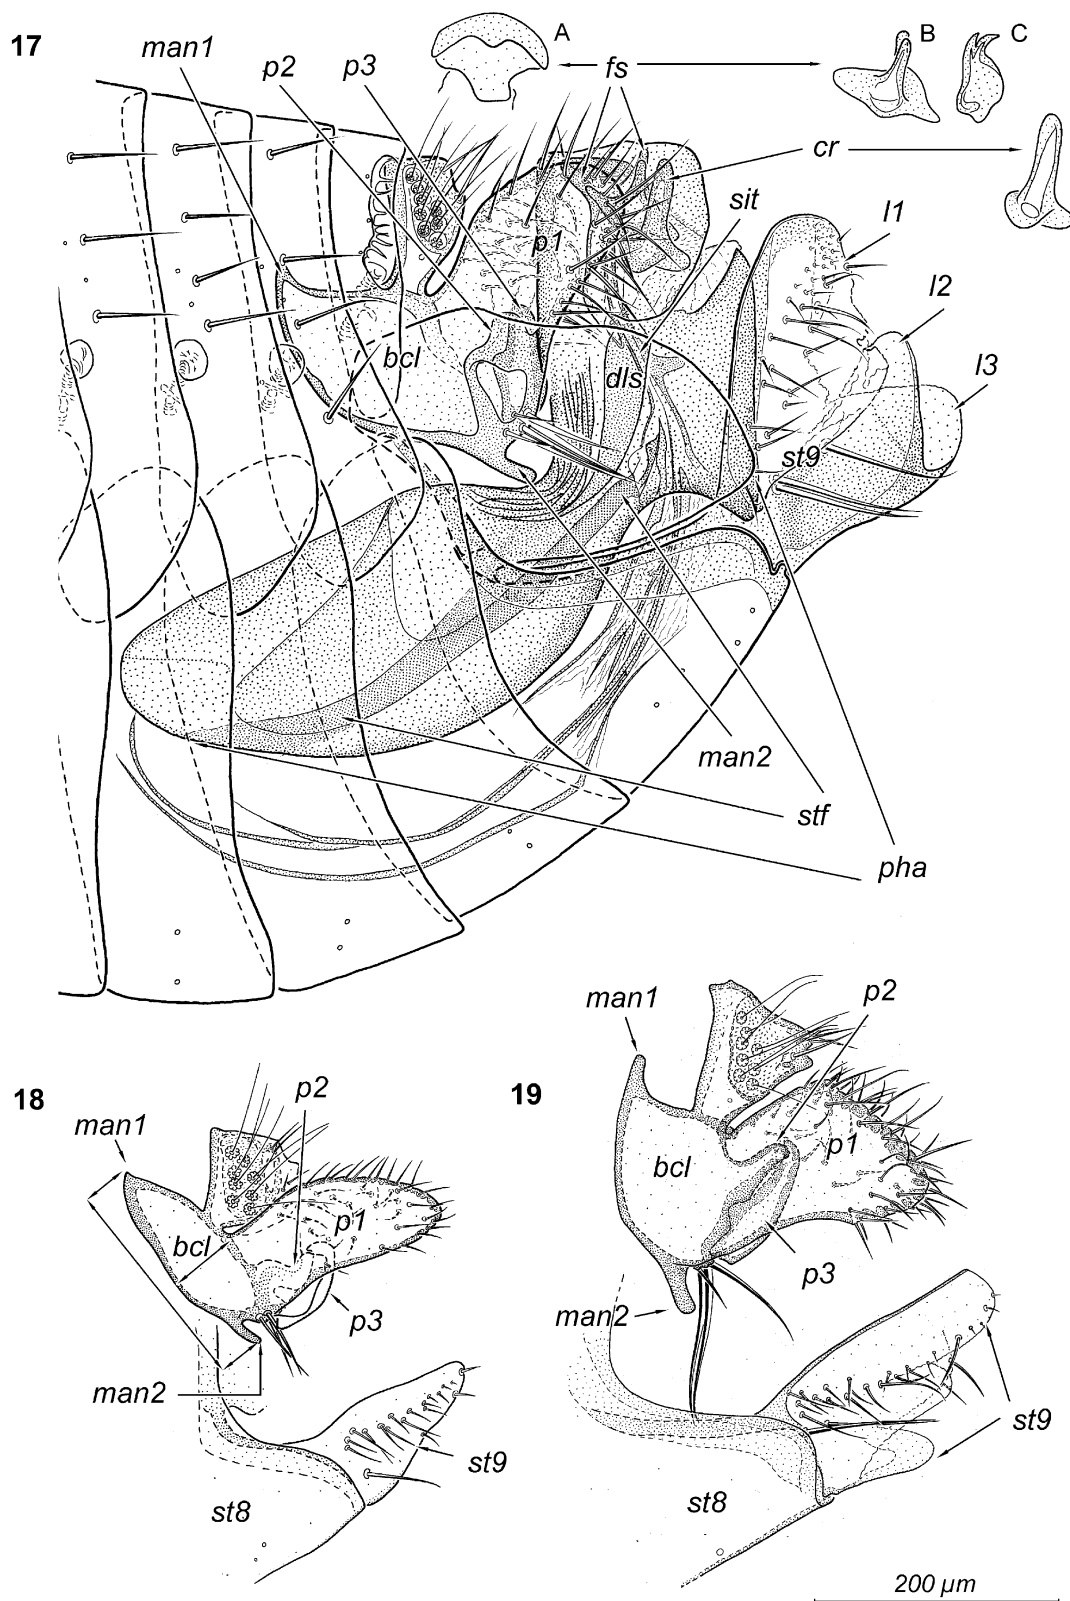 17
man1
p2
p3
A
fs
B
C
cr
sit
l1
l2
l3
p1
bcl
dls
st9
man2
stf
pha
18
man1
p2
bcl
p1
p3
man2
st9
st8
19
man1
p2
bcl
p1
p3
man2
st9
st8
200 µm